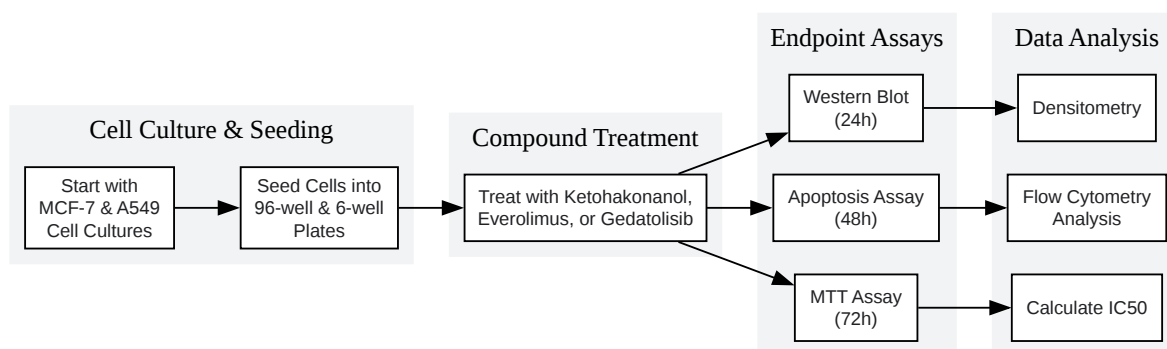 Cell Culture & Seeding
Start with
MCF-7 & A549
Cell Cultures
Seed Cells into
96-well & 6-well
Plates
Compound Treatment
Treat with Ketohakonanol,
Everolimus, or Gedatolisib
Endpoint Assays
Western Blot
(24h)
Apoptosis Assay
(48h)
MTT Assay
(72h)
Data Analysis
Densitometry
Flow Cytometry
Analysis
Calculate IC50